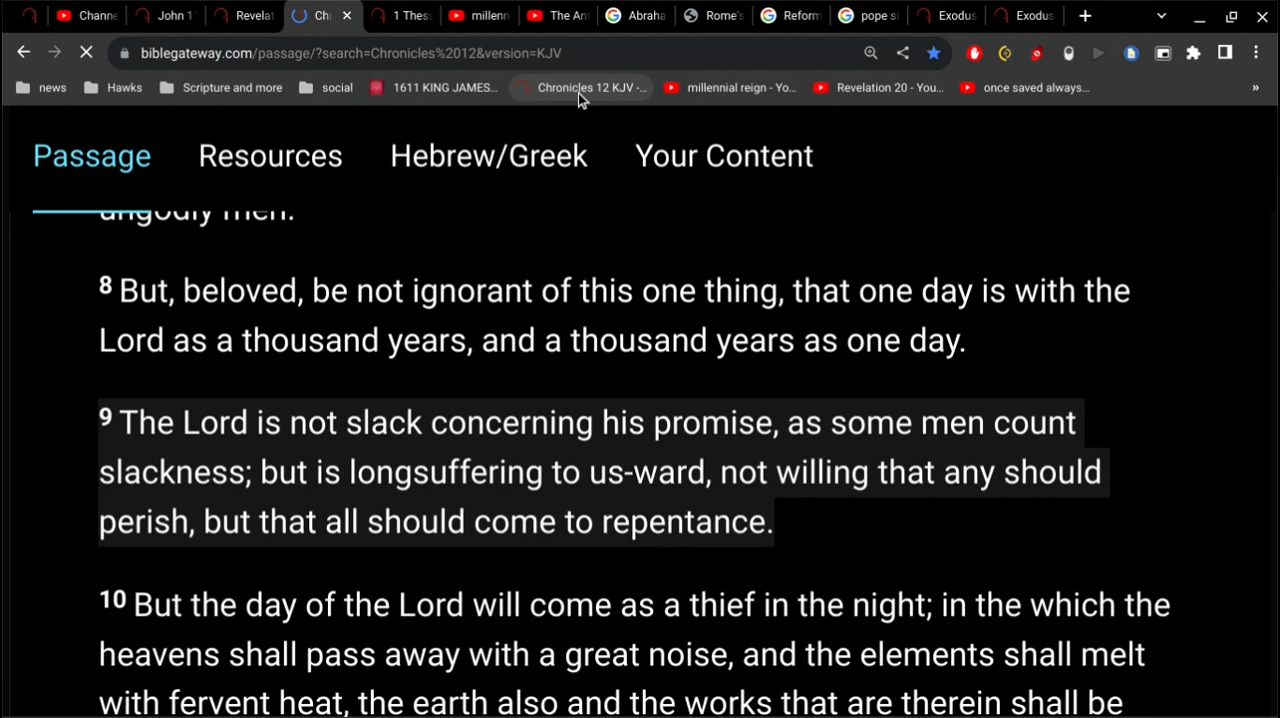 Channe
John 1
Revelat
Ch
1 Thess
millenn
The Ant
Abraha
Rome's
Reform
pope si
Exodus
Exodus
biblegateway.com/passage/?search=Chronicles%2012&version=KJV
news
Hawks
Scripture and more
social
1611 KING JAMES...
Chronicles 12 KJV -...
millennial reign - Yo...
Revelation 20 - You...
once saved always...
»
Passage
Resources
Hebrew/Greek
Your Content
ungodly men.
8 But, beloved, be not ignorant of this one thing, that one day is with the
Lord as a thousand years, and a thousand years as one day.
9 The Lord is not slack concerning his promise, as some men count
slackness; but is longsuffering to us-ward, not willing that any should
perish, but that all should come to repentance.
10 But the day of the Lord will come as a thief in the night; in the which the
heavens shall pass away with a great noise, and the elements shall melt
with fervent heat, the earth also and the works that are therein shall be